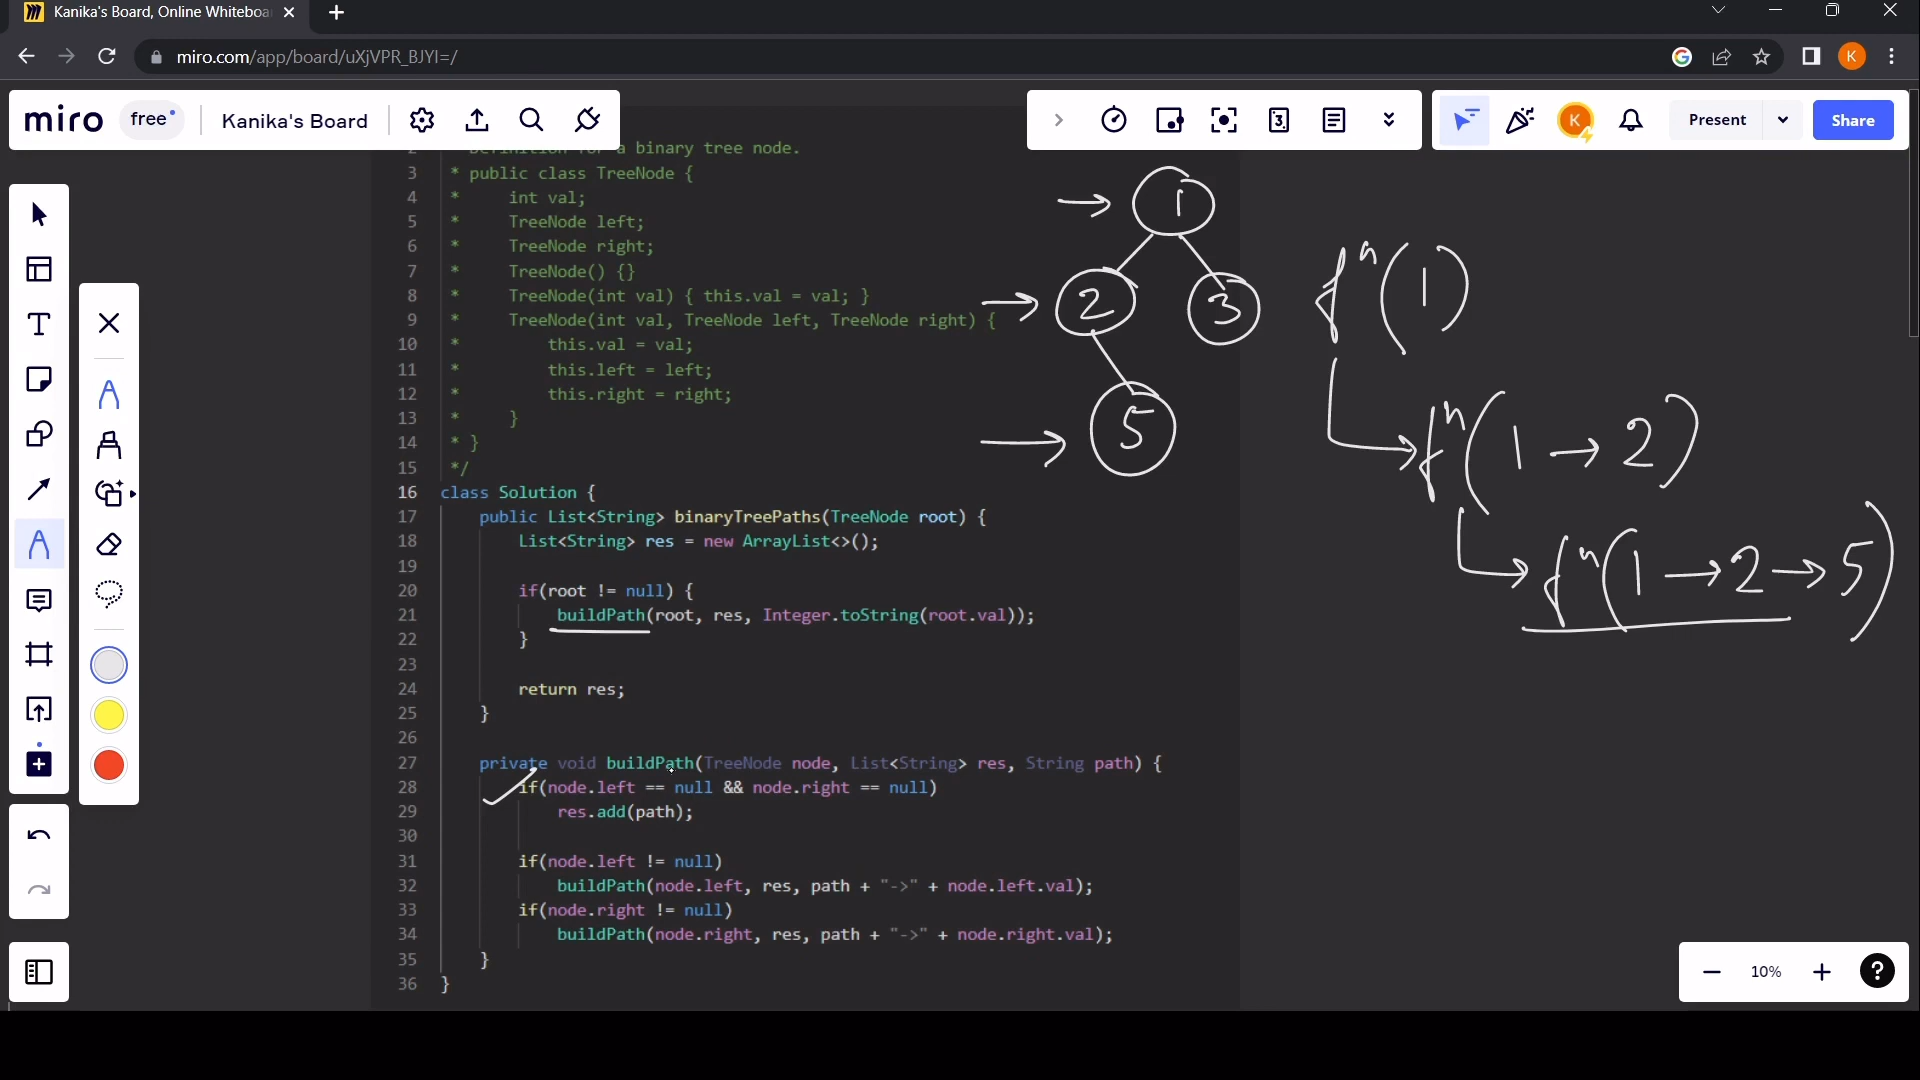 Kanika's Board, Online Whiteboa
miro.com/app/board/uXjVPR_BJYI=/
K
miro
free
Kanika's Board
3
K
Present
Share
2 Definition for a binary tree node.
3 * public class TreeNode {
4 * int val;
5 * TreeNode left;
6 * TreeNode right;
7 * TreeNode() {}
8 * TreeNode(int val) { this.val = val; }
9 * TreeNode(int val, TreeNode left, TreeNode right) {
10 * this.val = val;
11 * this.left = left;
12 * this.right = right;
13 * }
14 * }
15 */
16 class Solution {
17 public List<String> binaryTreePaths(TreeNode root) {
18 List<String> res = new ArrayList<>();
19
20 if(root != null) {
21 buildPath(root, res, Integer.toString(root.val));
22 }
23
24 return res;
25 }
26
27 private void buildPath(TreeNode node, List<String> res, String path) {
28 if(node.left == null && node.right == null)
29 res.add(path);
30
31 if(node.left != null)
32 buildPath(node.left, res, path + "->" + node.left.val);
33 if(node.right != null)
34 buildPath(node.right, res, path + "->" + node.right.val);
35 }
36 }
→ 1
→ 2 3
→ 5
fn(1)
fn(1→2)
fn(1→2→5)
10%
?